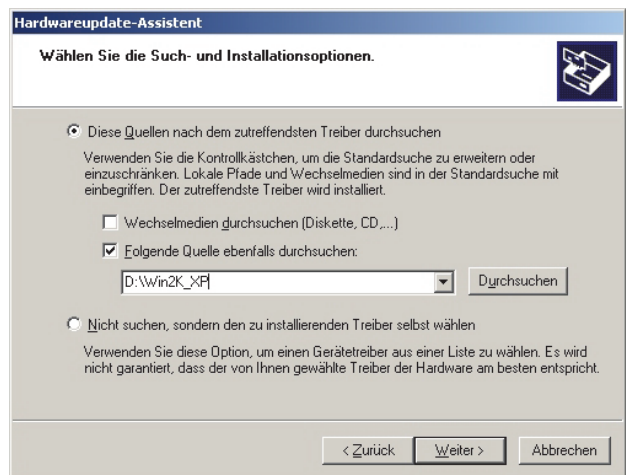 Hardwareupdate-Assistent
Wählen Sie die Such- und Installationsoptionen.
Diese Quellen nach dem zutreffendsten Treiber durchsuchen
Verwenden Sie die Kontrollkästchen, um die Standardsuche zu erweitern oder
einzuschränken. Lokale Pfade und Wechselmedien sind in der Standardsuche mit
einbegriffen. Der zutreffendste Treiber wird installiert.
Wechselmedien durchsuchen (Diskette, CD,...)
Folgende Quelle ebenfalls durchsuchen:
D:\Win2K_XP
Durchsuchen
Nicht suchen, sondern den zu installierenden Treiber selbst wählen
Verwenden Sie diese Option, um einen Gerätetreiber aus einer Liste zu wählen. Es wird
nicht garantiert, dass der von Ihnen gewählte Treiber der Hardware am besten entspricht.
< Zurück
Weiter >
Abbrechen